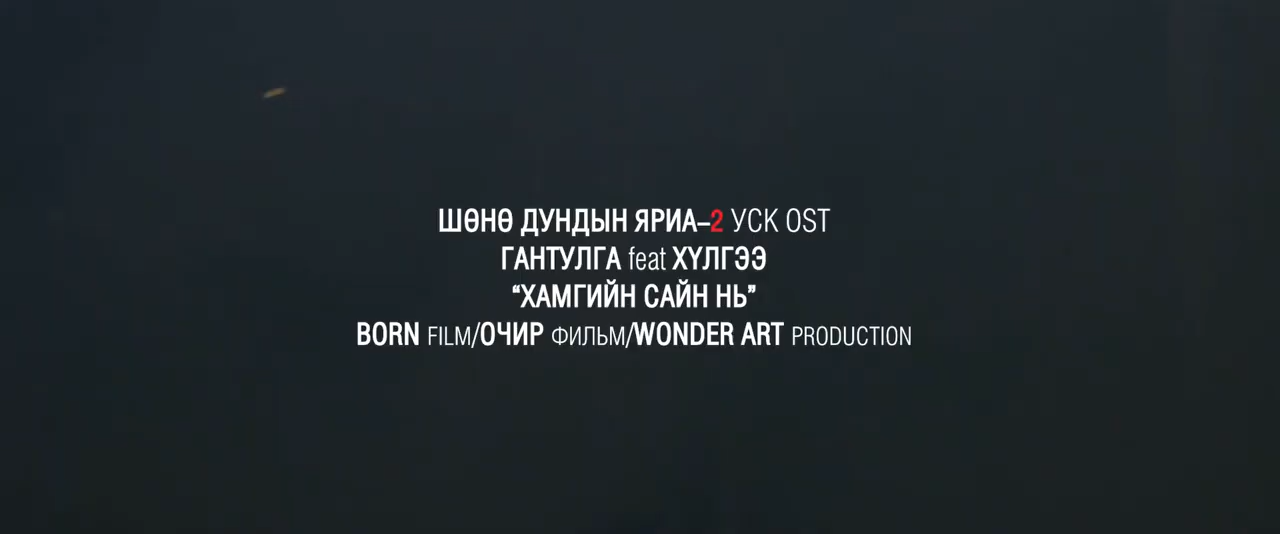 ШӨНӨ ДУНДЫН ЯРИА–2 УСК OST
ГАНТУЛГА feat ХҮЛГЭЭ
“ХАМГИЙН САЙН НЬ”
BORN FILM/ОЧИР ФИЛЬМ/WONDER ART PRODUCTION